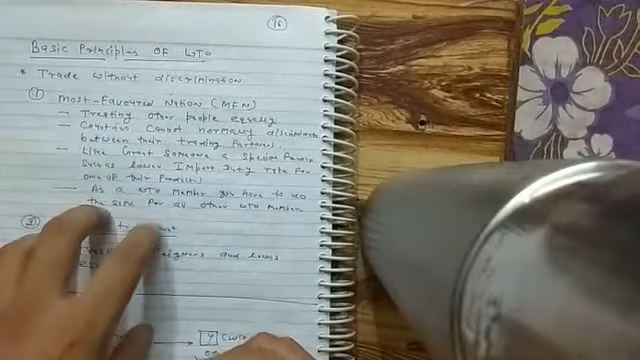 16
Basic Principles OF WTO
* Trade without discrimination
① most-Favoured Nation (MFN)
— Treating other people equally
— Countries cannot normally discriminate
between their trading partners.
— Like Grant someone a special Favour
such as lower Import Duty rate for
one of their products)
— As a WTO member you have to do
the same for all other WTO member
②
and locals
Y